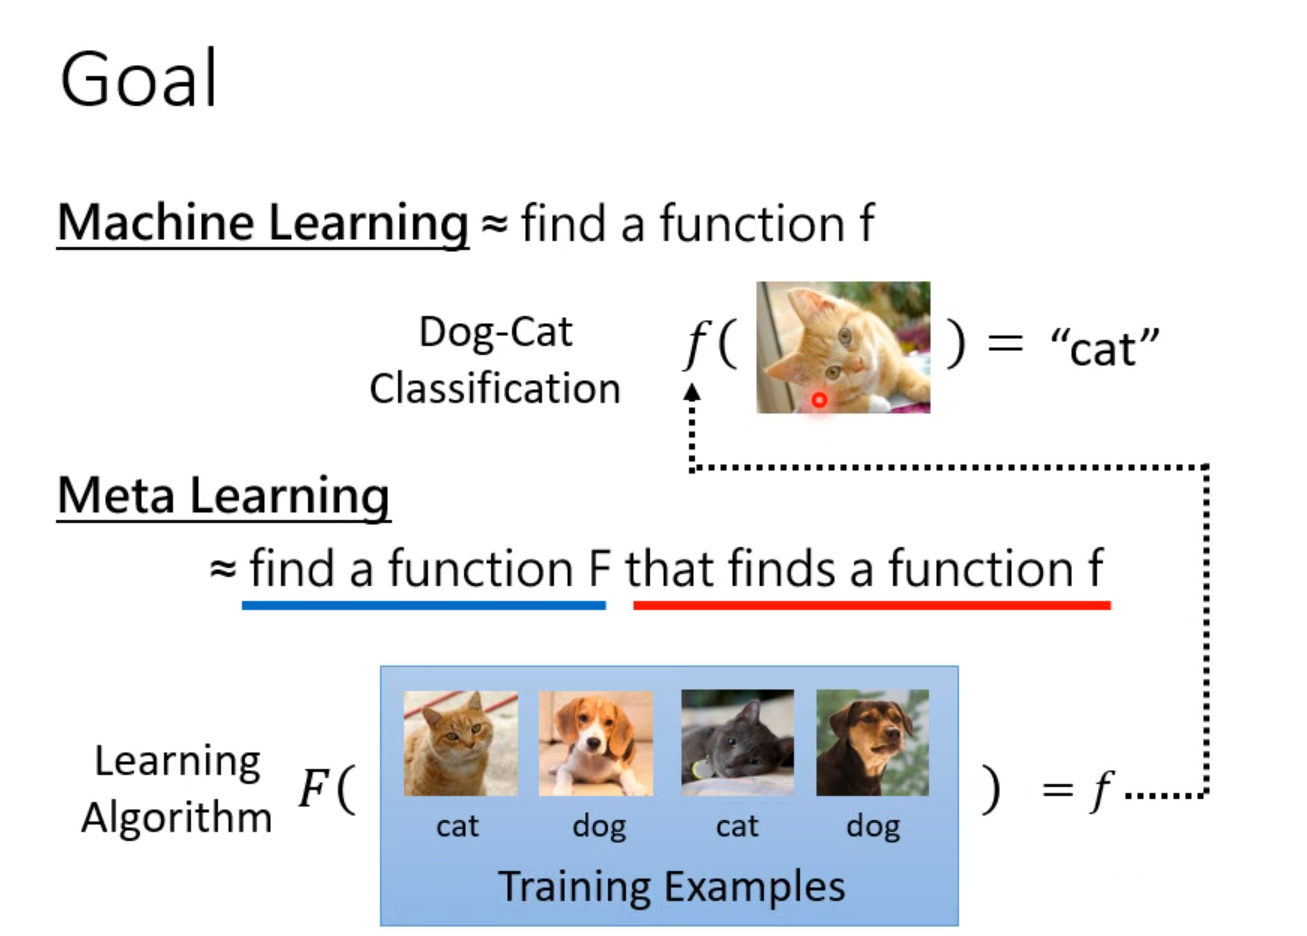 Goal
Machine Learning ≈ find a function f
Dog-Cat
Classification
f( ) = “cat”
Meta Learning
≈ find a function F that finds a function f
Learning
Algorithm
F( ) = f
cat dog cat dog
Training Examples